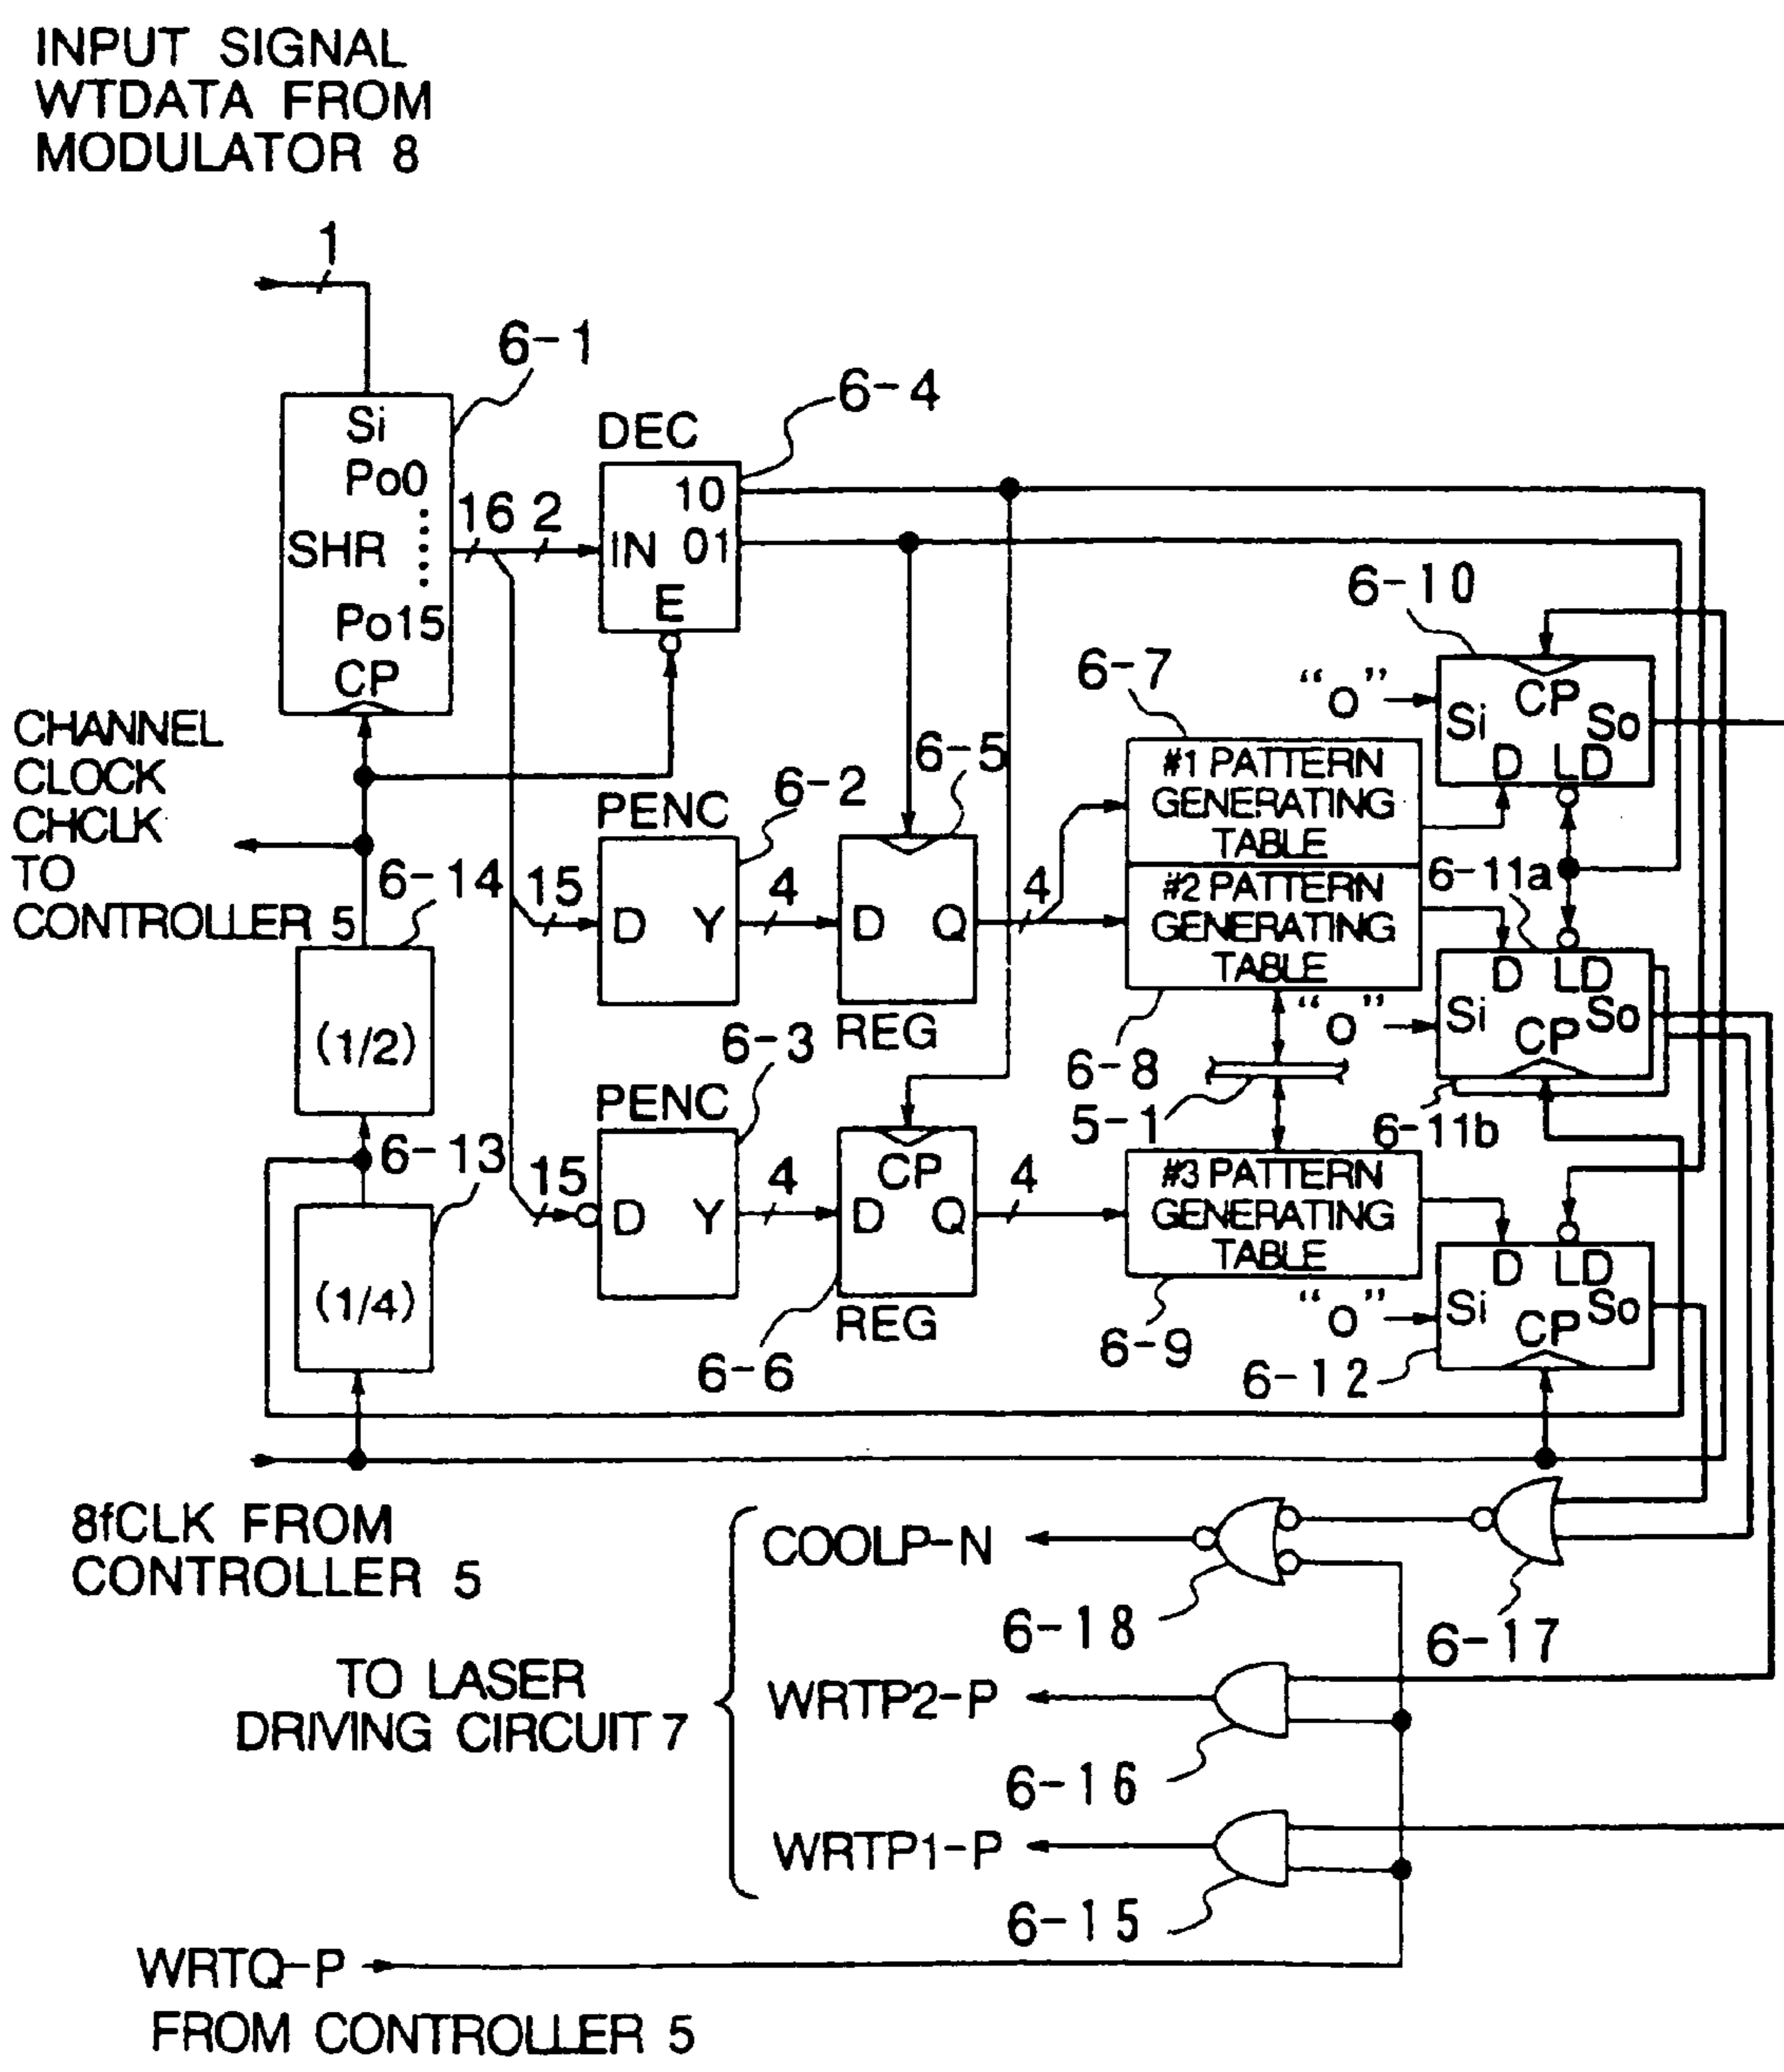 INPUT SIGNAL
WTDATA FROM
MODULATOR 8
1
6-1
Si
Po0
SHR
Po15
CP
16
2
DEC
6-4
10
IN 01
E
CHANNEL
CLOCK
CHCLK
TO
CONTROLLER 5
6-14
(1/2)
6-13
(1/4)
15
PENC
6-2
D Y
4
6-5
D Q
REG
4
15
PENC
6-3
D Y
4
CP
D Q
REG
6-6
4
6-7
#1 PATTERN
GENERATING
TABLE
#2 PATTERN
GENERATING
TABLE
6-8
5-1
#3 PATTERN
GENERATING
TABLE
6-9
6-10
"0"
CP
Si So
D LD
6-11a
"0"
D LD
Si So
CP
6-11b
"0"
D LD
Si So
CP
6-12
8fCLK FROM
CONTROLLER 5
COOLP-N
6-18
6-17
TO LASER
DRIVING CIRCUIT 7
WRTP2-P
6-16
WRTP1-P
6-15
WRTQ-P
FROM CONTROLLER 5